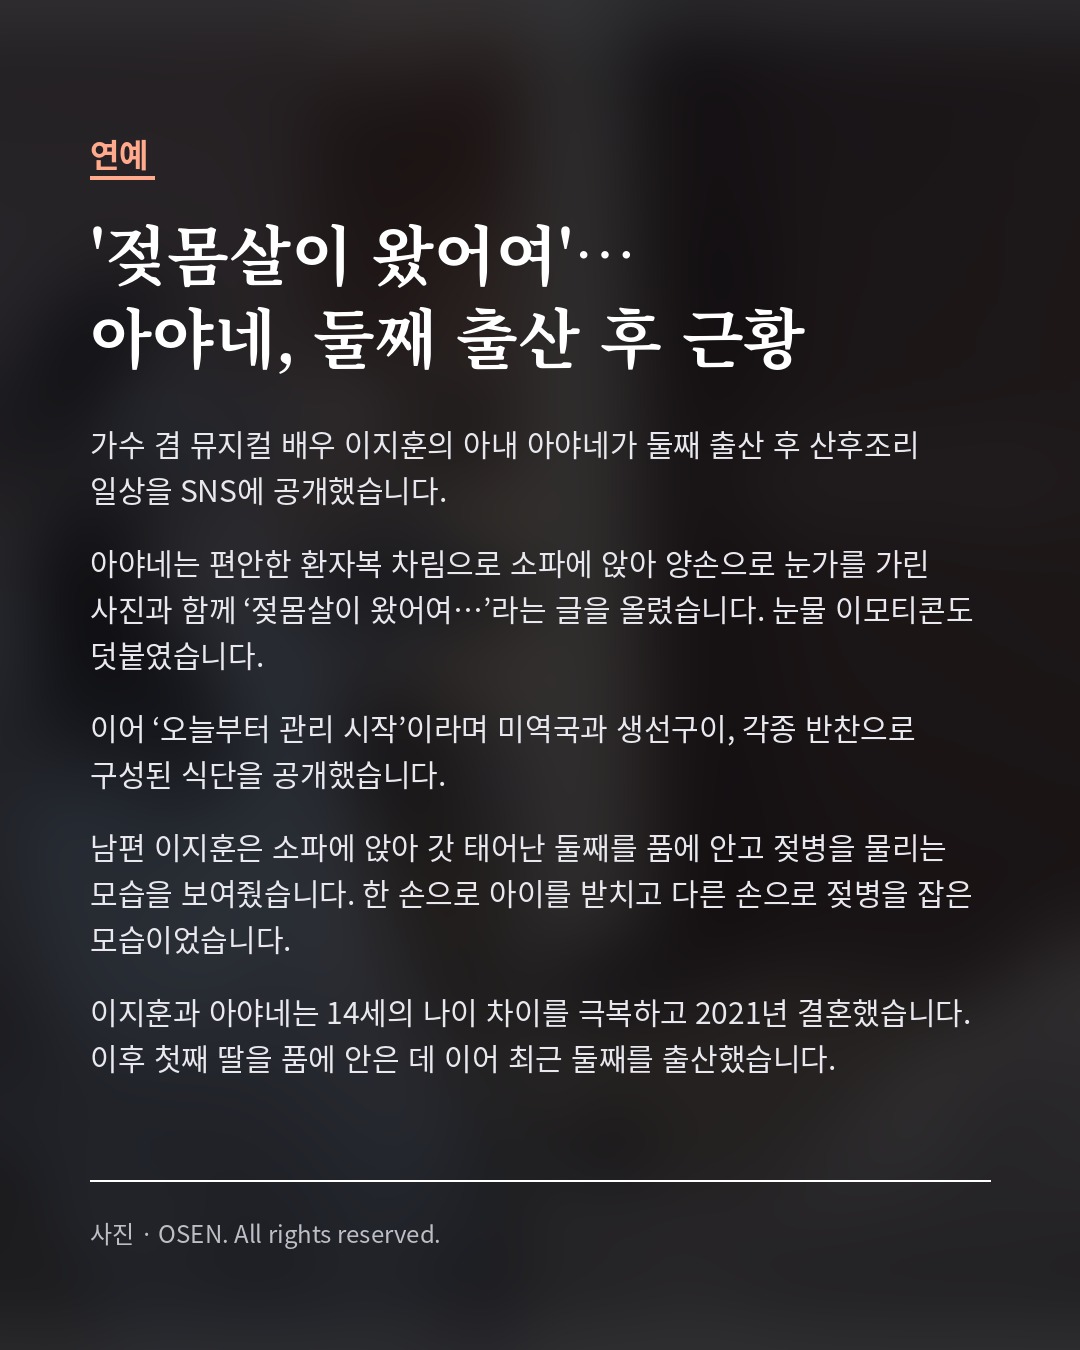 연예
'젖몸살이 왔어여'…
아야네, 둘째 출산 후 근황
가수 겸 뮤지컬 배우 이지훈의 아내 아야네가 둘째 출산 후 산후조리
일상을 SNS에 공개했습니다.
아야네는 편안한 환자복 차림으로 소파에 앉아 양손으로 눈가를 가린
사진과 함께 ‘젖몸살이 왔어여…’라는 글을 올렸습니다. 눈물 이모티콘도
덧붙였습니다.
이어 ‘오늘부터 관리 시작’이라며 미역국과 생선구이, 각종 반찬으로
구성된 식단을 공개했습니다.
남편 이지훈은 소파에 앉아 갓 태어난 둘째를 품에 안고 젖병을 물리는
모습을 보여줬습니다. 한 손으로 아이를 받치고 다른 손으로 젖병을 잡은
모습이었습니다.
이지훈과 아야네는 14세의 나이 차이를 극복하고 2021년 결혼했습니다.
이후 첫째 딸을 품에 안은 데 이어 최근 둘째를 출산했습니다.
사진 · OSEN. All rights reserved.